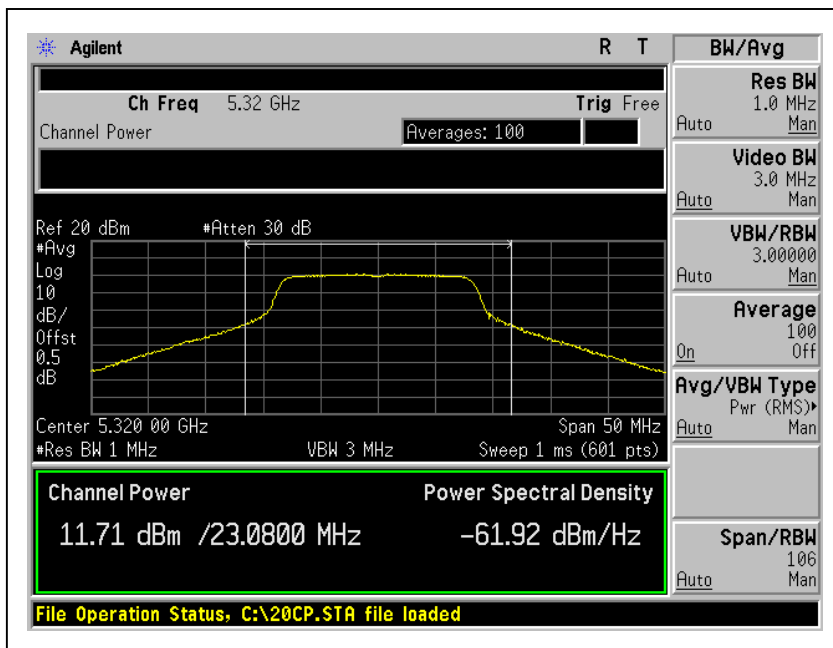 Agilent R T
Ch Freq 5.32 GHz Trig Free
Channel Power Averages: 100
Ref 20 dBm #Atten 30 dB
#Avg
Log
10
dB/
Offst
0.5
dB
Center 5.320 00 GHz Span 50 MHz
#Res BW 1 MHz VBW 3 MHz Sweep 1 ms (601 pts)
Channel Power Power Spectral Density
11.71 dBm /23.0800 MHz -61.92 dBm/Hz
File Operation Status, C:\20CP.STA file loaded
BW/Avg
Res BW
1.0 MHz
Auto Man
Video BW
3.0 MHz
Auto Man
VBW/RBW
3.00000
Auto Man
Average
100
On Off
Avg/VBW Type
Pwr (RMS)▸
Auto Man
Span/RBW
106
Auto Man